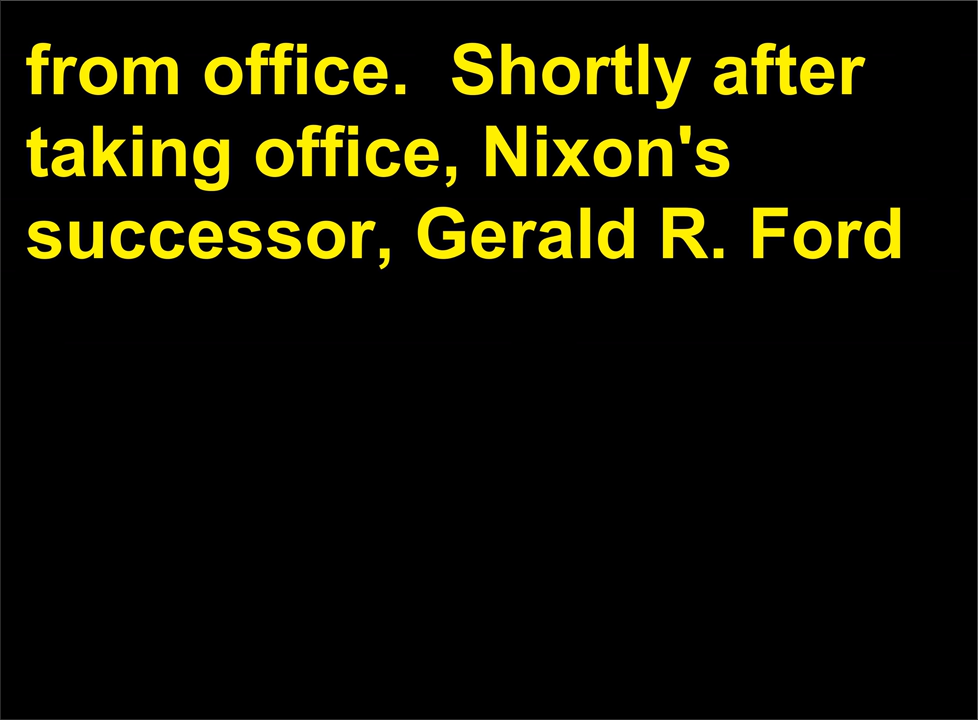 from office.  Shortly after
taking office, Nixon's
successor, Gerald R. Ford